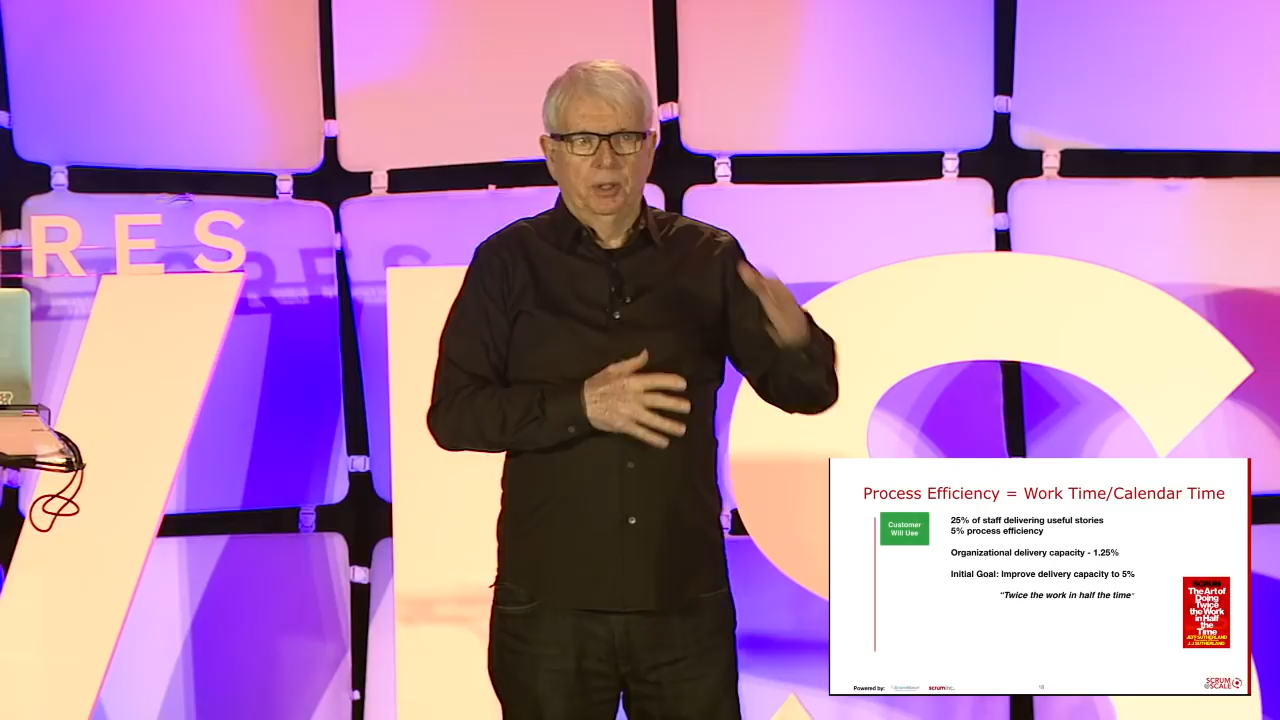 RES
Process Efficiency = Work Time/Calendar Time
Customer
Will Use
25% of staff delivering useful stories
5% process efficiency
Organizational delivery capacity - 1.25%
Initial Goal: Improve delivery capacity to 5%
"Twice the work in half the time"
SCRUM
The Art of
Doing
Twice
the Work
in Half
the
Time
JEFF SUTHERLAND
J.J. SUTHERLAND
Powered by:
scruminc.
SCRUM
@SCALE